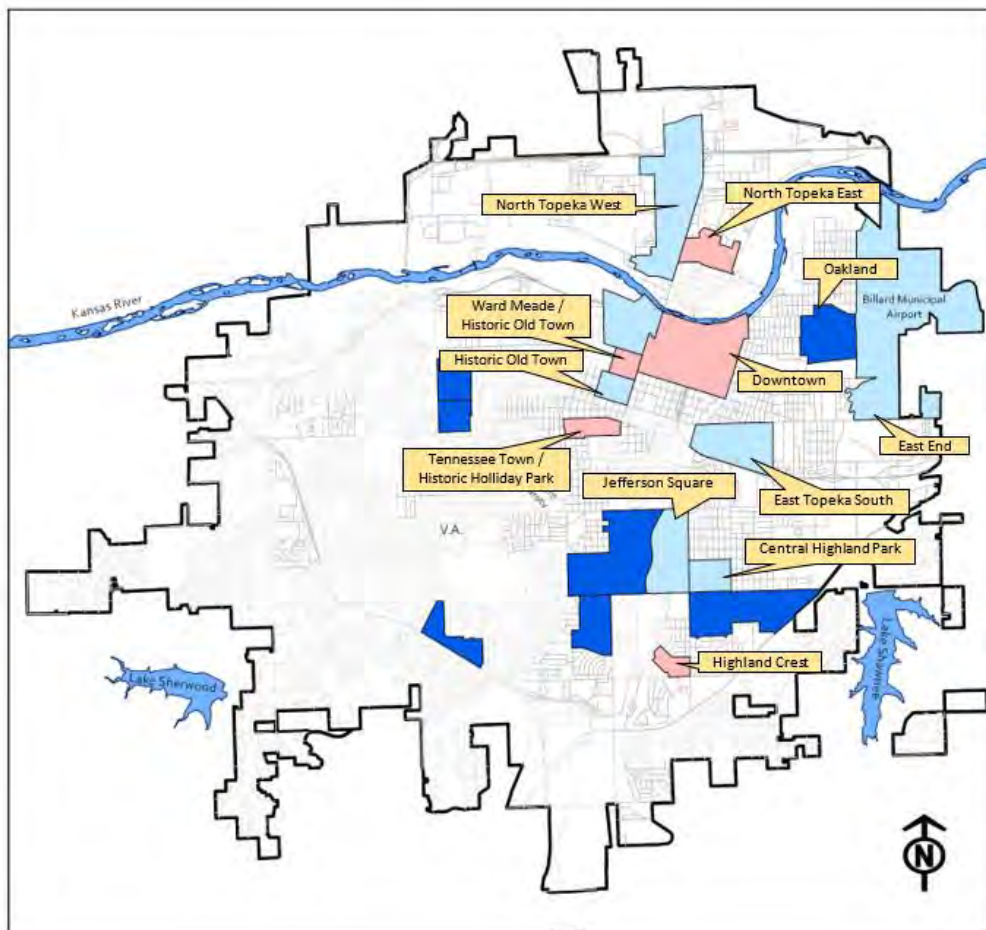 North Topeka West
North Topeka East
Oakland
Kansas River
Billard Municipal
Airport
Ward Meade /
Historic Old Town
Historic Old Town
Downtown
East End
Tennessee Town /
Historic Holliday Park
Jefferson Square
East Topeka South
V.A.
Central Highland Park
Highland Crest
Lake Sherwood
Lake Shawnee
N